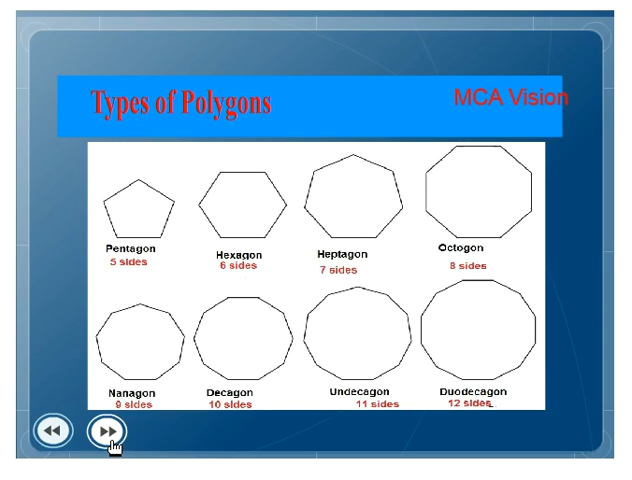 Types of Polygons
MCA Vision
Pentagon
5 sides
Hexagon
6 sides
Heptagon
7 sides
Octogon
8 sides
Nanagon
9 sides
Decagon
10 sides
Undecagon
11 sides
Duodecagon
12 sides